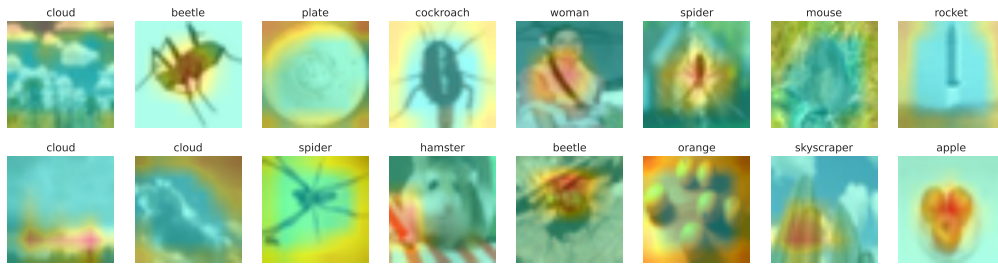 cloud beetle plate cockroach woman spider mouse rocket
cloud cloud spider hamster beetle orange skyscraper apple